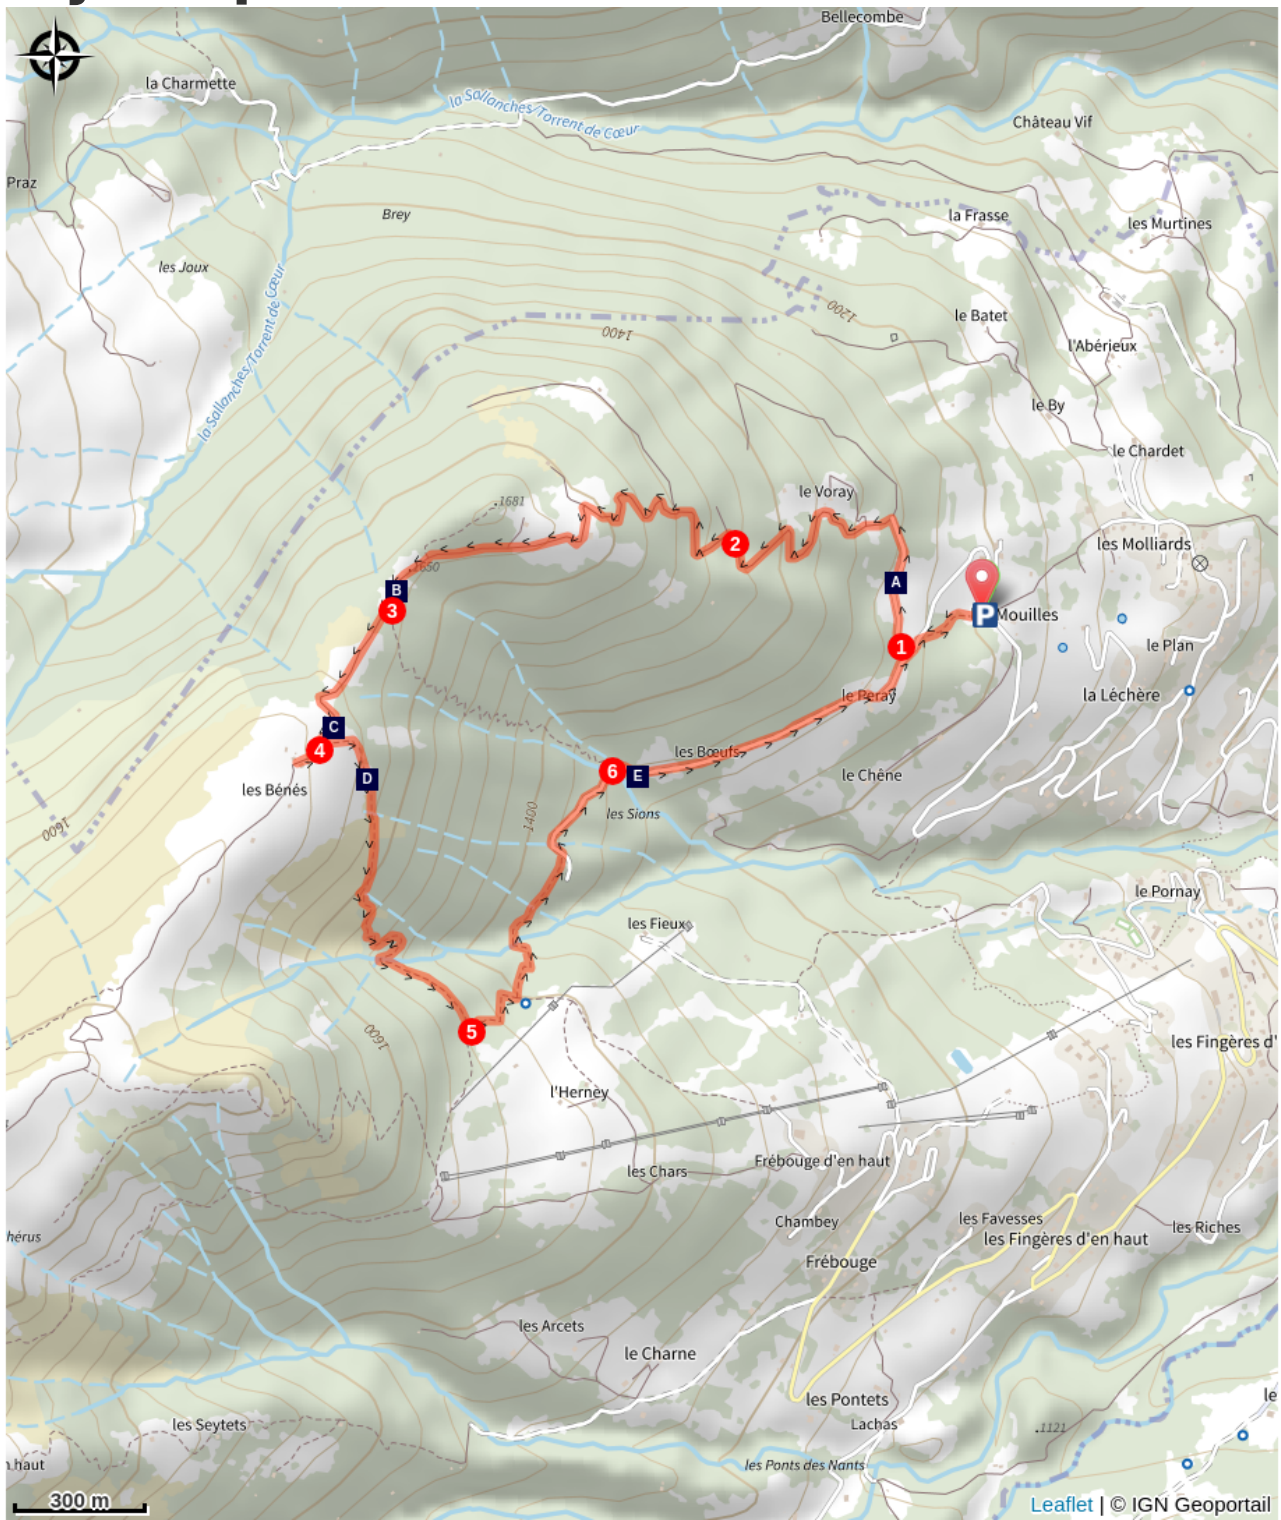 Bellecombe
la Charmette
la Sallanches/Torrent de Cœur
Château Vif
Praz
Brey
la Frasse
les Murtines
les Joux
1200
le Batet
1400
l'Abérieux
la Sallanches/Torrent de Cœur
le By
le Chardet
le Voray
.1681
2
les Molliards
.1650
A
B
3
P
Mouilles
1
le Plan
le Peray
la Léchère
C
4
les Bœufs
6
E
D
le Chêne
les Bénés
1400
les Sions
1600
le Pornay
les Fieux
5
1600
les Fingères d'
l'Herney
Frébouge d'en haut
les Chars
Chambey
les Favesses
les Riches
hérus
les Fingères d'en haut
Frébouge
les Arcets
le Charne
le
les Pontets
les Seytets
Lachas
.1121
haut
les Ponts des Nants
300 m
Leaflet | © IGN Geoportail